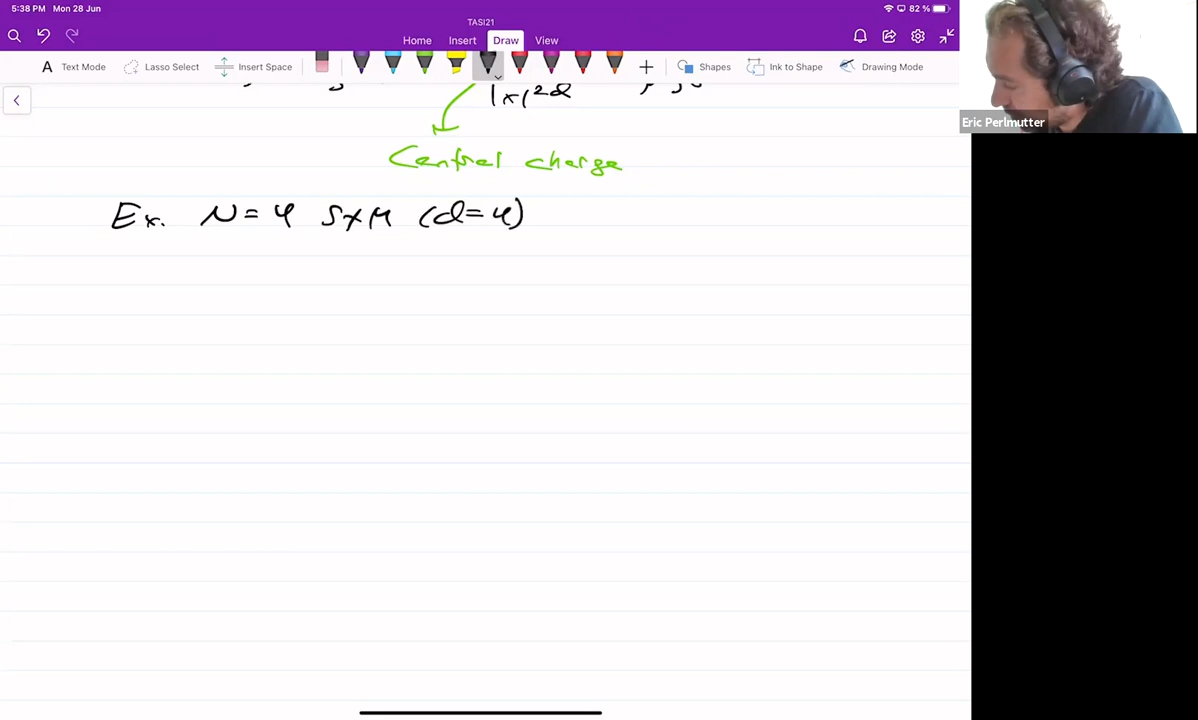 5:38 PM Mon 28 Jun
82 %
TASI21
Home Insert Draw View
Text Mode Lasso Select Insert Space Shapes Ink to Shape Drawing Mode
|x|^2d
Central charge
Ex. N=4 SYM (d=4)
Eric Perlmutter